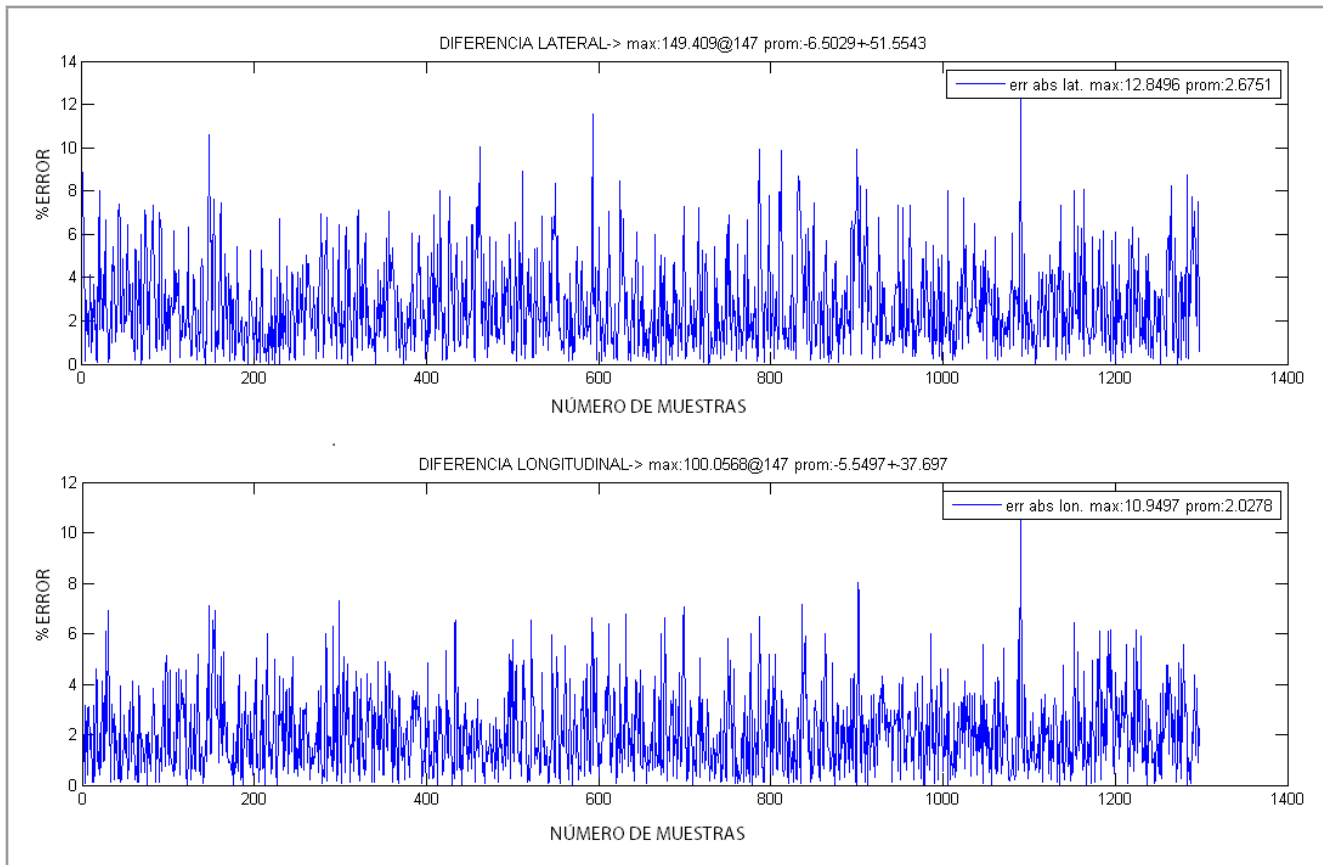 DIFERENCIA LATERAL-> max:149.409@147 prom:-6.5029+-51.5543
14
12
10
8
6
4
2
0
%ERROR
err abs lat. max:12.8496 prom:2.6751
0 200 400 600 800 1000 1200 1400
NÚMERO DE MUESTRAS
DIFERENCIA LONGITUDINAL-> max:100.0568@147 prom:-5.5497+-37.697
12
10
8
6
4
2
0
%ERROR
err abs lon. max:10.9497 prom:2.0278
0 200 400 600 800 1000 1200 1400
NÚMERO DE MUESTRAS